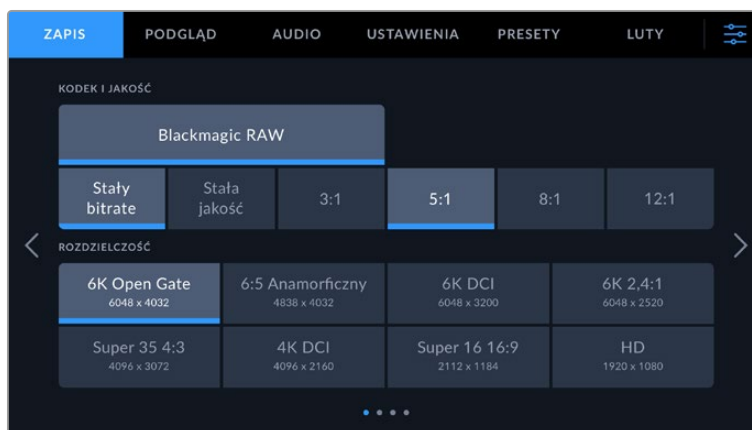 ZAPIS PODGLĄD AUDIO USTAWIENIA PRESETY LUTY
KODEK I JAKOŚĆ
Blackmagic RAW
Stały bitrate Stała jakość 3:1 5:1 8:1 12:1
ROZDZIELCZOŚĆ
6K Open Gate 6:5 Anamorficzny 6K DCI 6K 2,4:1
6048 x 4032 4838 x 4032 6048 x 3200 6048 x 2520
Super 35 4:3 4K DCI Super 16 16:9 HD
4096 x 3072 4096 x 2160 2112 x 1184 1920 x 1080